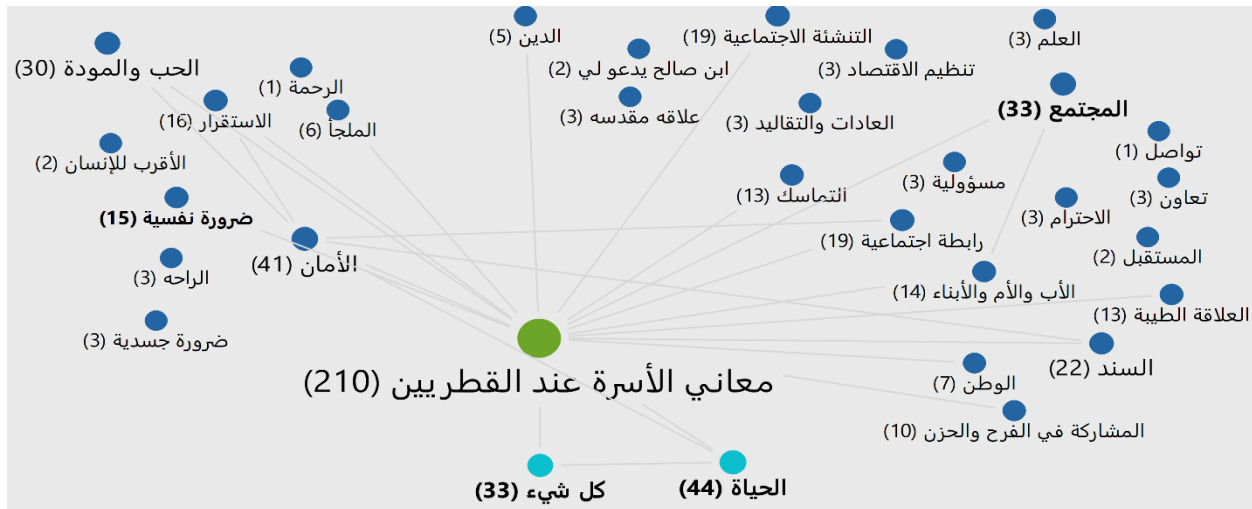 الدين (5)
التنشئة الاجتماعية (19)
العلم (3)
الحب والمودة (30)
ابن صالح يدعو لي (2)
تنظيم الاقتصاد (3)
الرحمة (1)
المجتمع (33)
الاستقرار (16)
الملجأ (6)
علاقه مقدسه (3)
العادات والتقاليد (3)
تواصل (1)
الأقرب للإنسان (2)
مسؤولية (3)
التماسك (13)
تعاون (3)
ضرورة نفسية (15)
الاحترام (3)
رابطة اجتماعية (19)
المستقبل (2)
الأمان (41)
الراحه (3)
الأب والأم والأبناء (14)
العلاقة الطيبة (13)
ضرورة جسدية (3)
السند (22)
معاني الأسرة عند القطريين (210)
الوطن (7)
المشاركة في الفرح والحزن (10)
كل شيء (33)
الحياة (44)